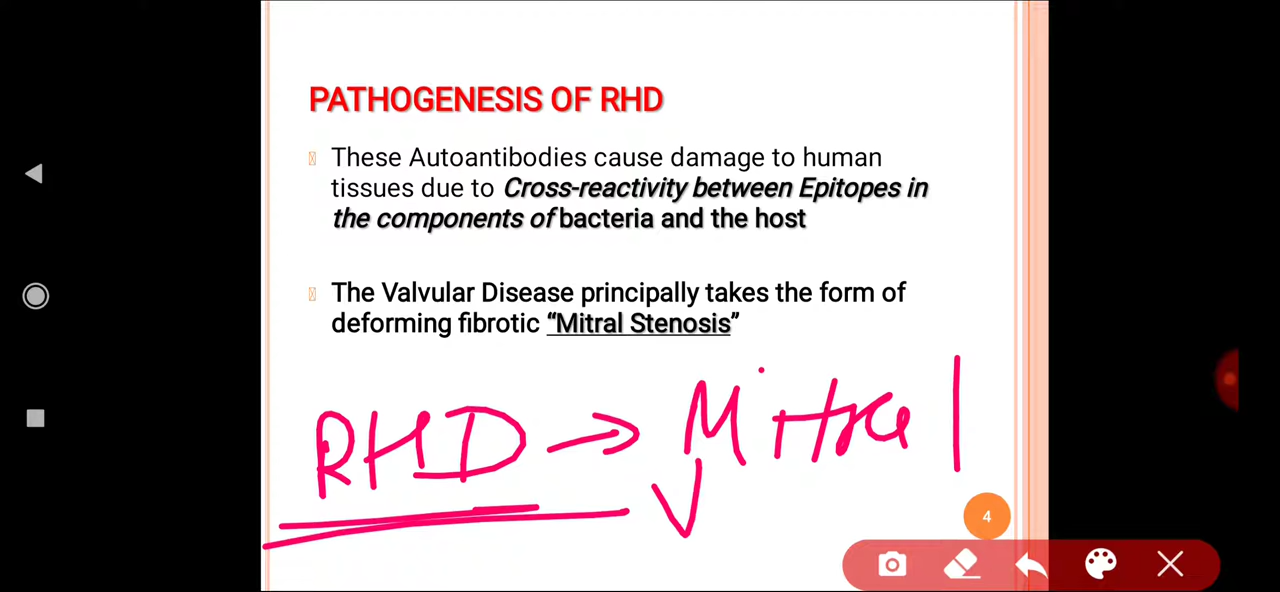 PATHOGENESIS OF RHD
These Autoantibodies cause damage to human
tissues due to Cross-reactivity between Epitopes in
the components of bacteria and the host
The Valvular Disease principally takes the form of
deforming fibrotic “Mitral Stenosis”
RHD → Mitral
4